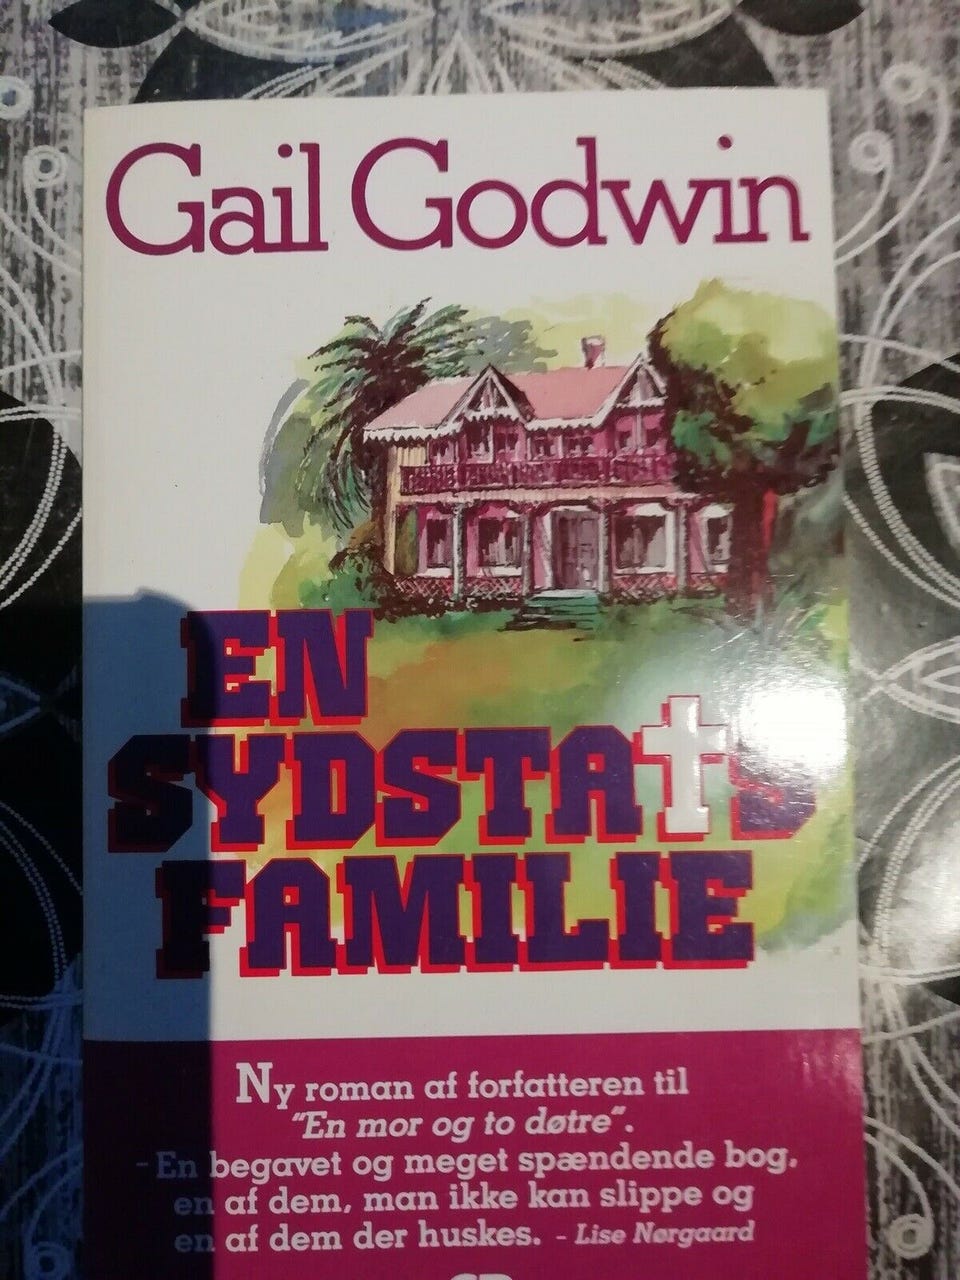 Gail Godwin
EN
SYDSTAtS
FAMILIE
Ny roman af forfatteren til
"En mor og to døtre".
- En begavet og meget spændende bog,
en af dem, man ikke kan slippe og
en af dem der huskes. - Lise Nørgaard